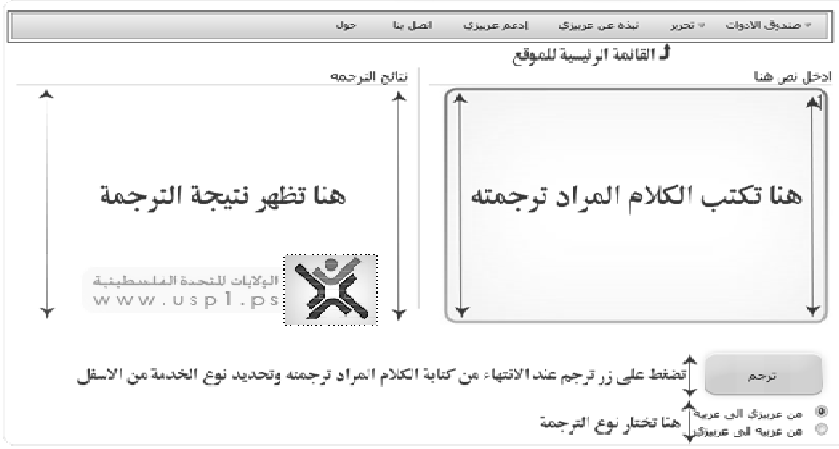 صندوق الادوات تحرير نبذة عن عربيزي إدعم عربيزي اتصل بنا حول
القائمة الرئيسية للموقع
ادخل نص هنا
نتائج الترجمه
هنا تكتب الكلام المراد ترجمته
هنا تظهر نتيجة الترجمة
الولايات المتحدة الفلسطينية
www.usp1.ps
ترجم
تضغط على زر ترجم عند الانتهاء من كتابة الكلام المراد ترجمته وتحديد نوع الخدمة من الاسفل
من عربيزي الى عربية
من عربيه الى عربيزي
هنا تختار نوع الترجمة